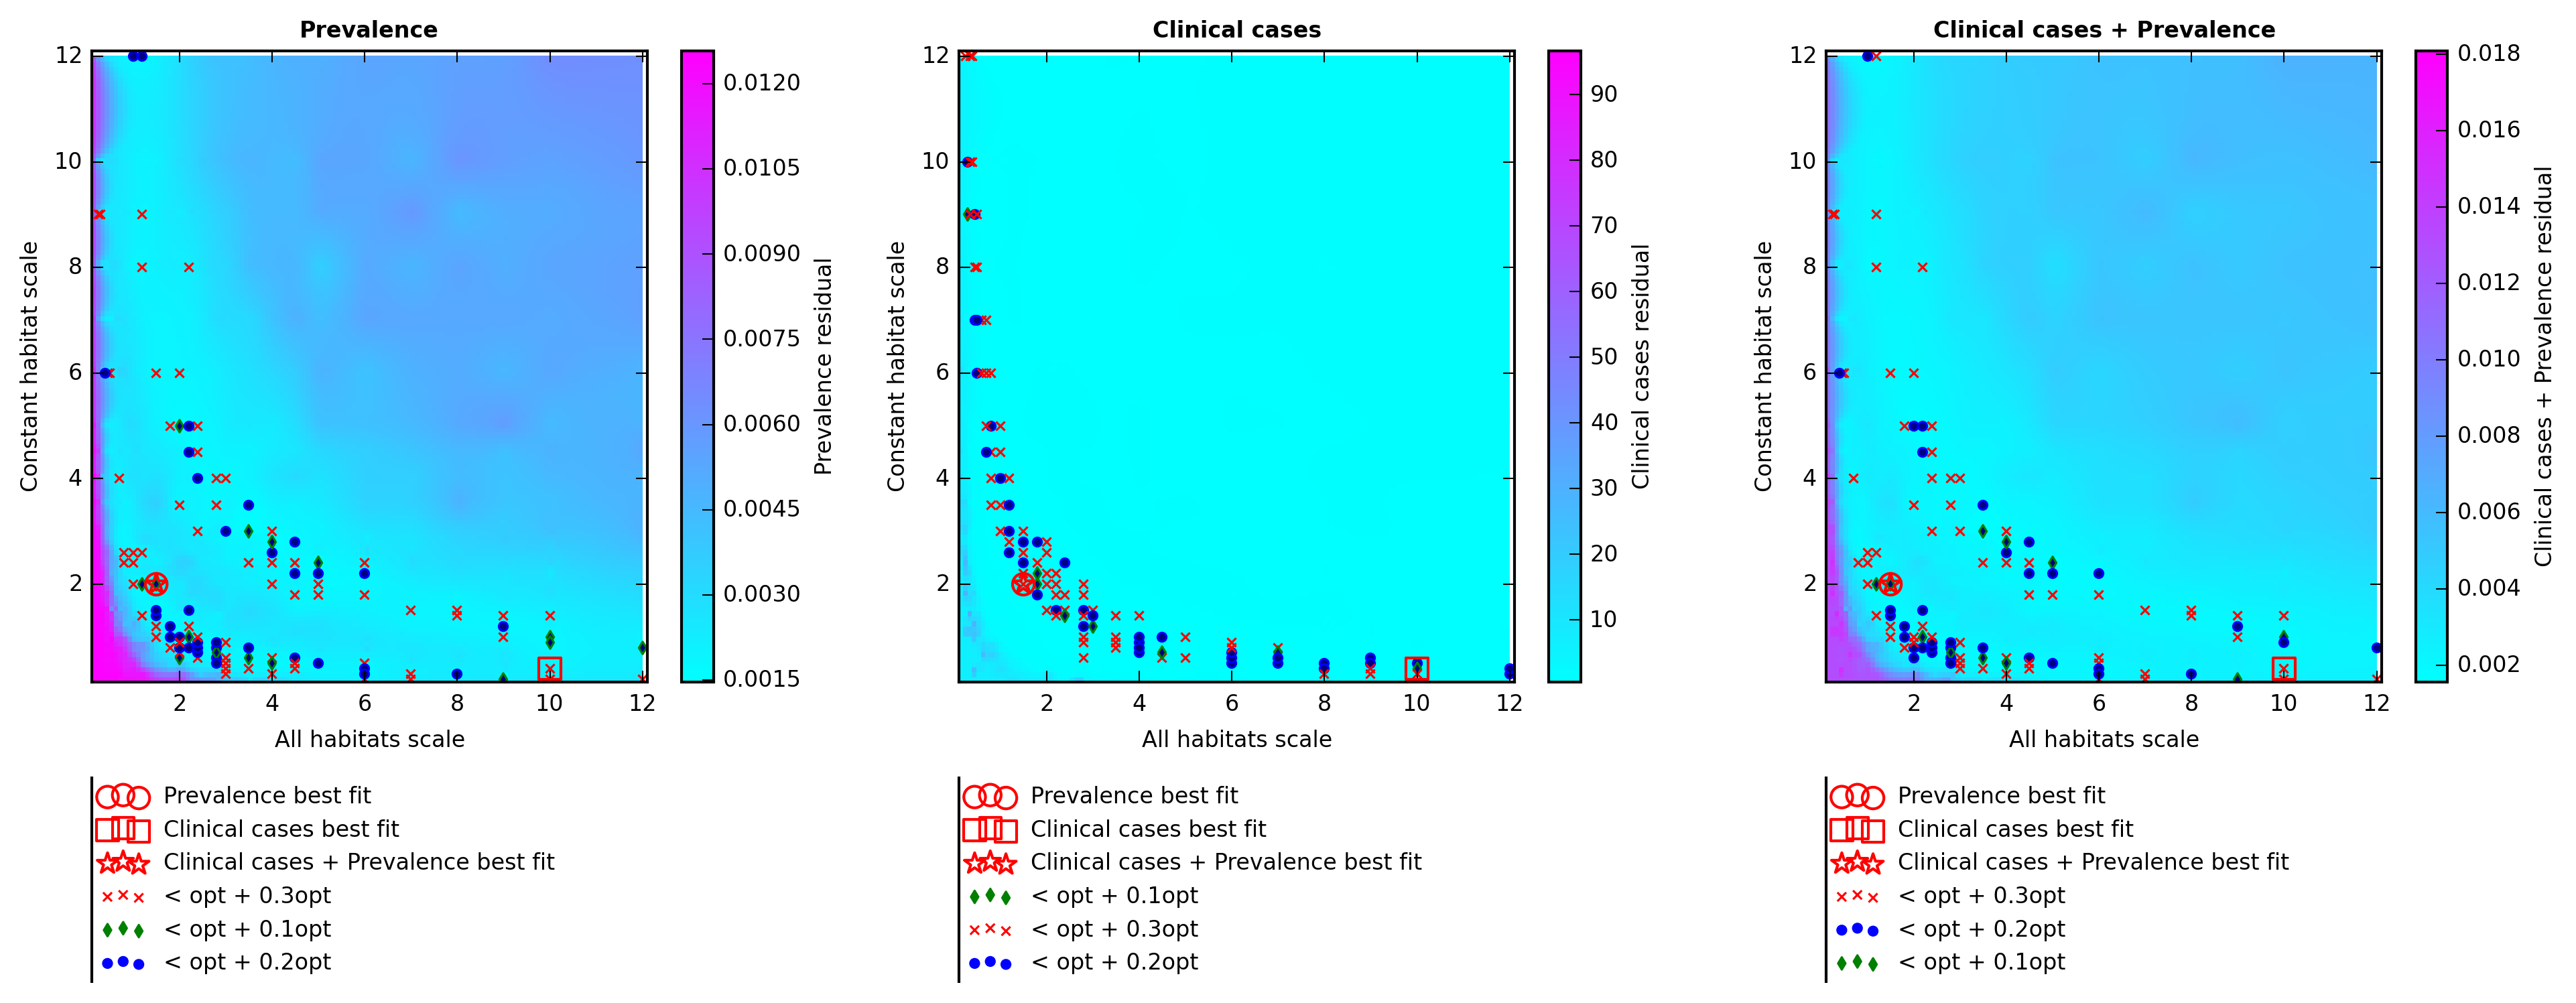 Prevalence
12
10
8
6
4
2
Constant habitat scale
2 4 6 8 10 12
All habitats scale
0.0120
0.0105
0.0090
0.0075
0.0060
0.0045
0.0030
0.0015
Prevalence residual
Prevalence best fit
Clinical cases best fit
Clinical cases + Prevalence best fit
< opt + 0.3opt
< opt + 0.1opt
< opt + 0.2opt
Clinical cases
12
10
8
6
4
2
Constant habitat scale
2 4 6 8 10 12
All habitats scale
90
80
70
60
50
40
30
20
10
Clinical cases residual
Prevalence best fit
Clinical cases best fit
Clinical cases + Prevalence best fit
< opt + 0.1opt
< opt + 0.3opt
< opt + 0.2opt
Clinical cases + Prevalence
12
10
8
6
4
2
Constant habitat scale
2 4 6 8 10 12
All habitats scale
0.018
0.016
0.014
0.012
0.010
0.008
0.006
0.004
0.002
Clinical cases + Prevalence residual
Prevalence best fit
Clinical cases best fit
Clinical cases + Prevalence best fit
< opt + 0.3opt
< opt + 0.2opt
< opt + 0.1opt